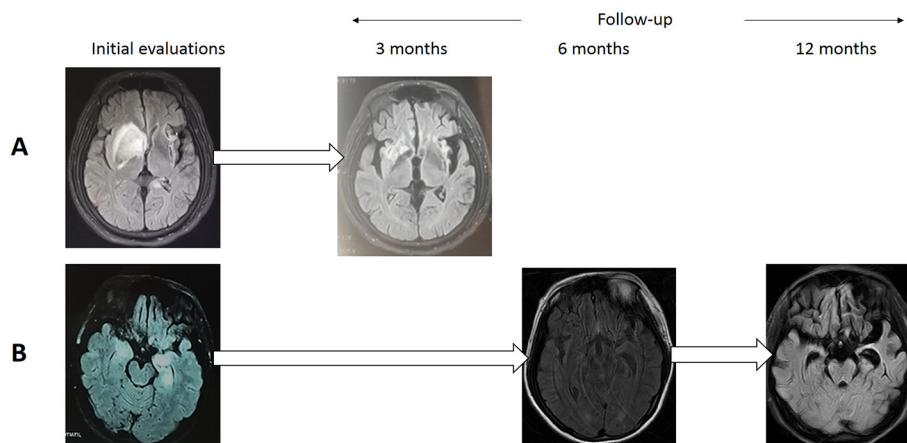 Follow-up
Initial evaluations
3 months
6 months
12 months
A
B